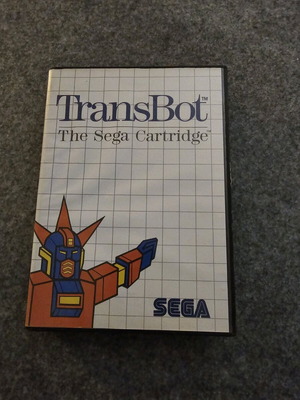 TransBot™
The Sega Cartridge™
SEGA